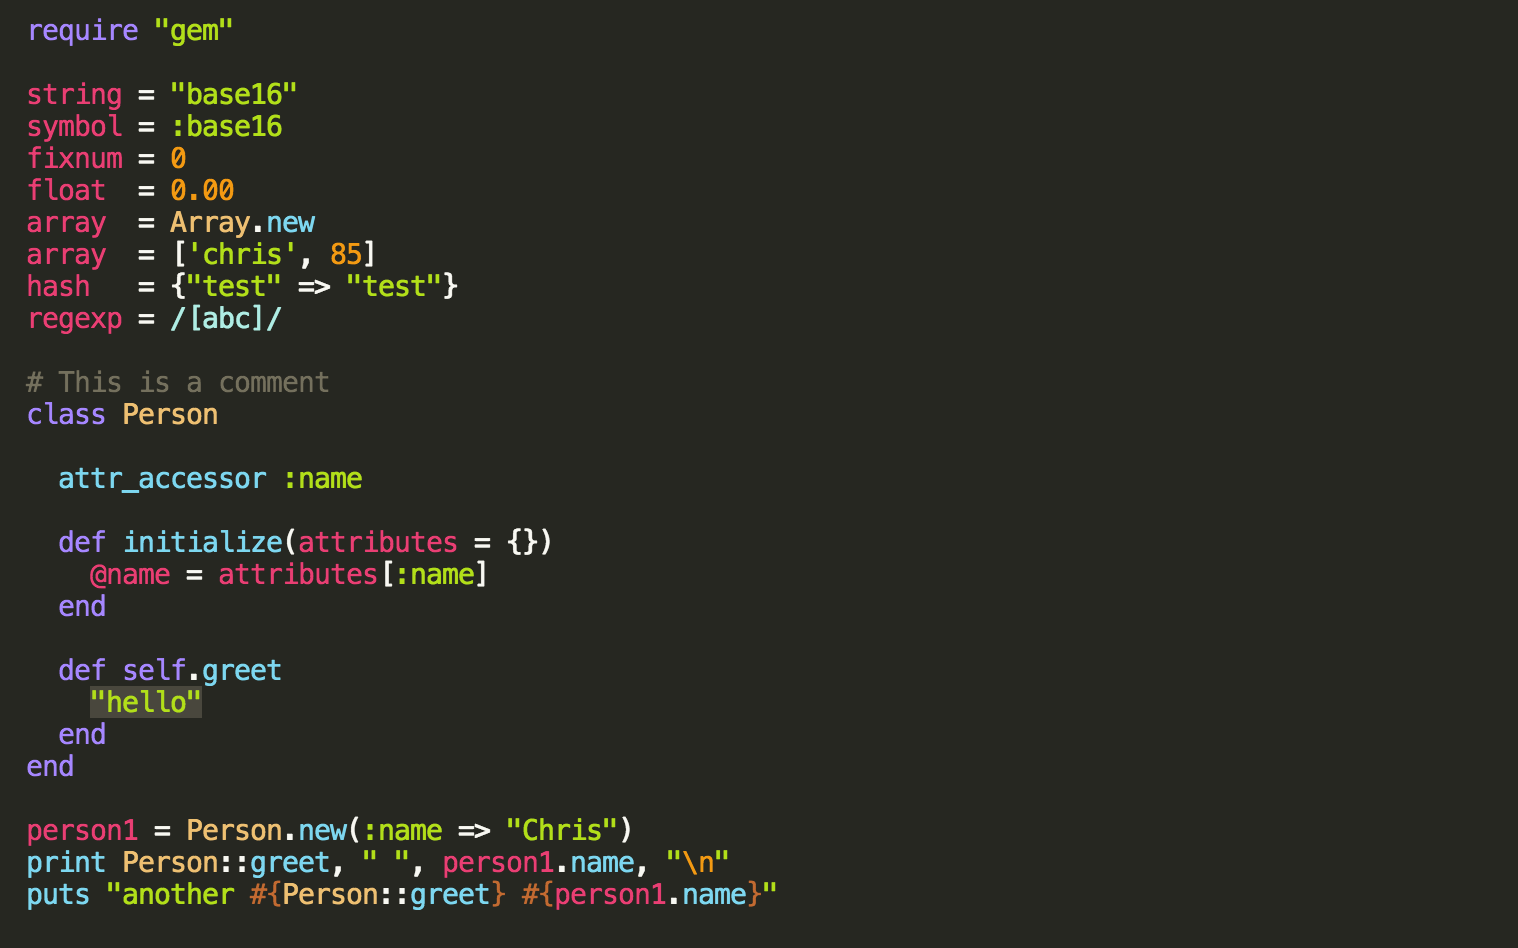 require "gem"

string = "base16"
symbol = :base16
fixnum = 0
float  = 0.00
array  = Array.new
array  = ['chris', 85]
hash   = {"test" => "test"}
regexp = /[abc]/

# This is a comment
class Person

  attr_accessor :name

  def initialize(attributes = {})
    @name = attributes[:name]
  end

  def self.greet
    "hello"
  end
end

person1 = Person.new(:name => "Chris")
print Person::greet, " ", person1.name, "\n"
puts "another #{Person::greet} #{person1.name}"